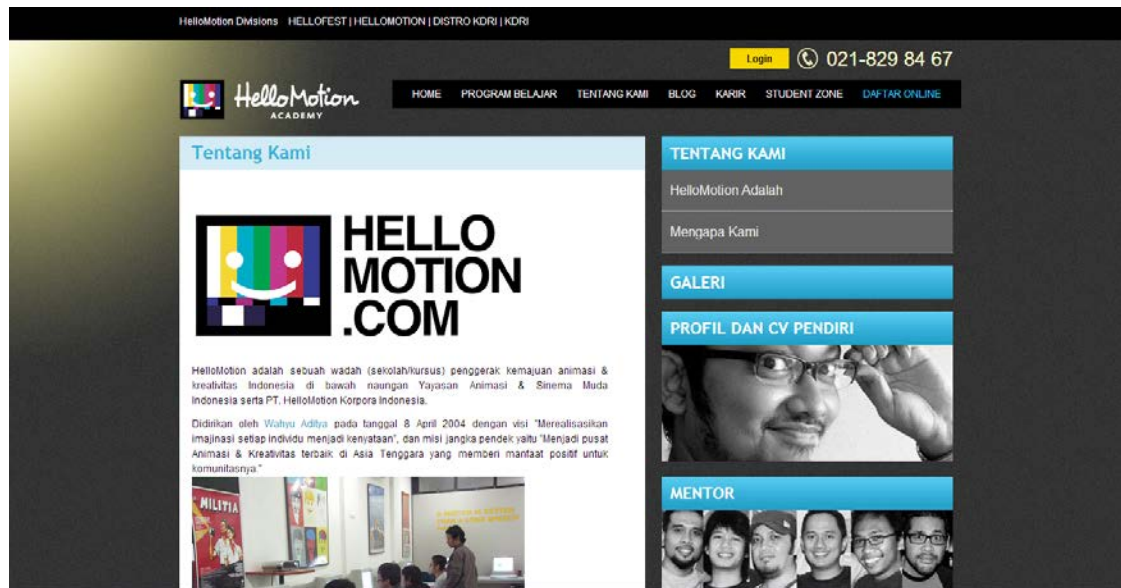 HelloMotion Divisions HELLOFEST | HELLOMOTION | DISTRO KDRI | KDRI
Login 021-829 84 67
HelloMotion
ACADEMY
HOME PROGRAM BELAJAR TENTANG KAMI BLOG KARIR STUDENT ZONE DAFTAR ONLINE
Tentang Kami
HELLO
MOTION
.COM
HelloMotion adalah sebuah wadah (sekolah/kursus) penggerak kemajuan animasi &
kreativitas Indonesia di bawah naungan Yayasan Animasi & Sinema Muda
Indonesia serta PT. HelloMotion Korpora Indonesia.
Didirikan oleh Wahyu Aditya pada tanggal 8 April 2004 dengan visi "Merealisasikan
imajinasi setiap individu menjadi kenyataan", dan misi jangka pendek yaitu "Menjadi pusat
Animasi & Kreativitas terbaik di Asia Tenggara yang memberi manfaat positif untuk
komunitasnya."
MILITIA
TENTANG KAMI
HelloMotion Adalah
Mengapa Kami
GALERI
PROFIL DAN CV PENDIRI
MENTOR